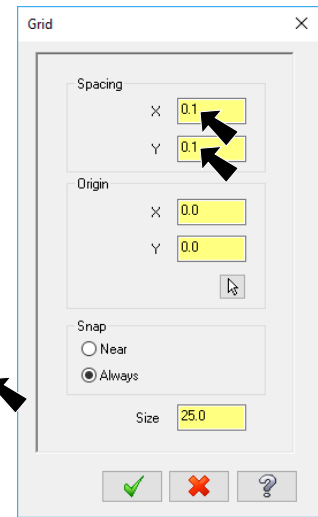 Grid
Spacing
X 0.1
Y 0.1
Origin
X 0.0
Y 0.0
Snap
Near
Always
Size 25.0